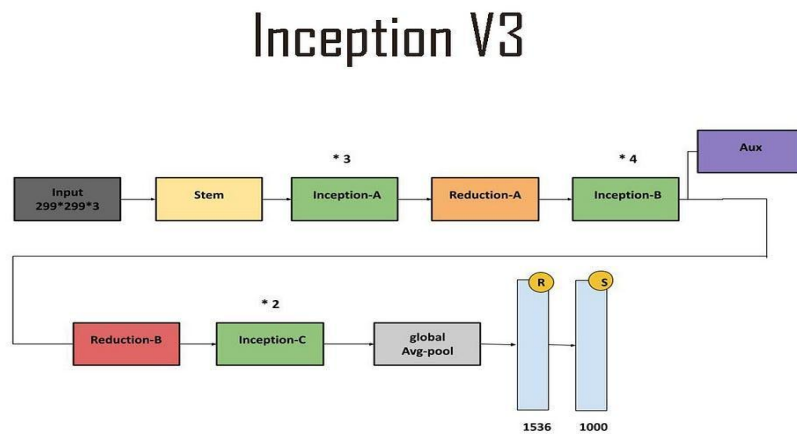 Inception V3
* 3
* 4
Aux
Input
299*299*3
Stem
Inception-A
Reduction-A
Inception-B
* 2
R
S
Reduction-B
Inception-C
global
Avg-pool
1536
1000